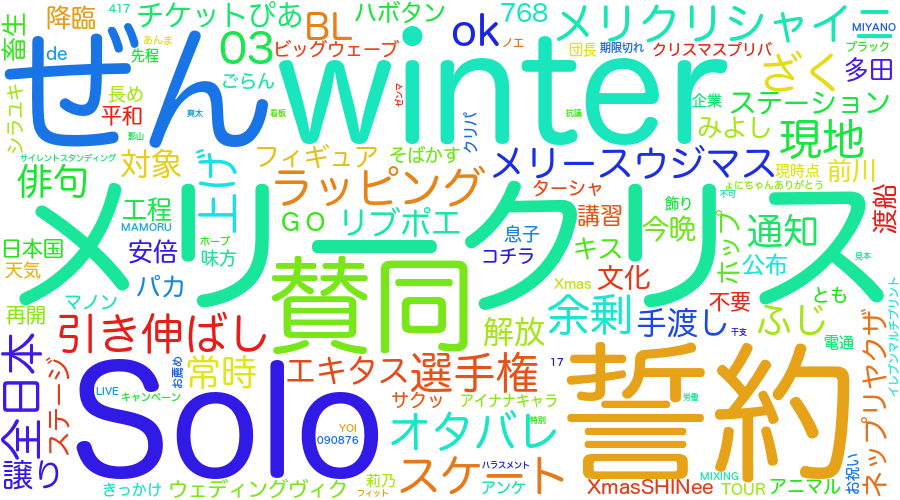 畜生
降臨
417
チケットぴあ
BL
ハボタン
768
メリクリシャイニー
MIYANO
de
あんま
先程
03
ビッグウェーブ
ok
ノエ
団長
期限切れ
クリスマスプリパ
ブラック
シラユキ
ぜん
ごらん
winter
ゼンマ
ざく
多田
長め
平和
影山
爽太
看板
クリパ
抗議
企業
ステーション
サイレントスタンディング
対象
フィギュア
そばかす
メリースウジマス
みよし
現地
現時点
前川
俳句
上げ
ラッピング
ターシャ
よにちゃんありがとう
不可
工程
MAMORU
GO
リプポエ
息子
講習
飾り
今晩
ホップ
通知
渡船
日本国
安倍
ホープ
味方
コチラ
キス
見本
天気
メリークリス
パカ
賛同
Xmas
文化
公布
とも
再開
マノン
引き伸ばし
解放
余剰
不要
手渡し
干支
ふじ
電通
イレブンマルチプリント
全日本
ステージ
お薦め
常時
エキタス
選手権
17
誓約
ネップリヤクザ
LIVE
キャンペーン
Solo
サクッ
アイナナキャラ
労働
YOI
090876
オタバレ
特別
譲り
スケート
ハラスメント
お祝い
きっかけ
ウェディングヴィク
莉乃
フィット
アンケ
XmasSHINee
MIXING
TOUR
アニマル